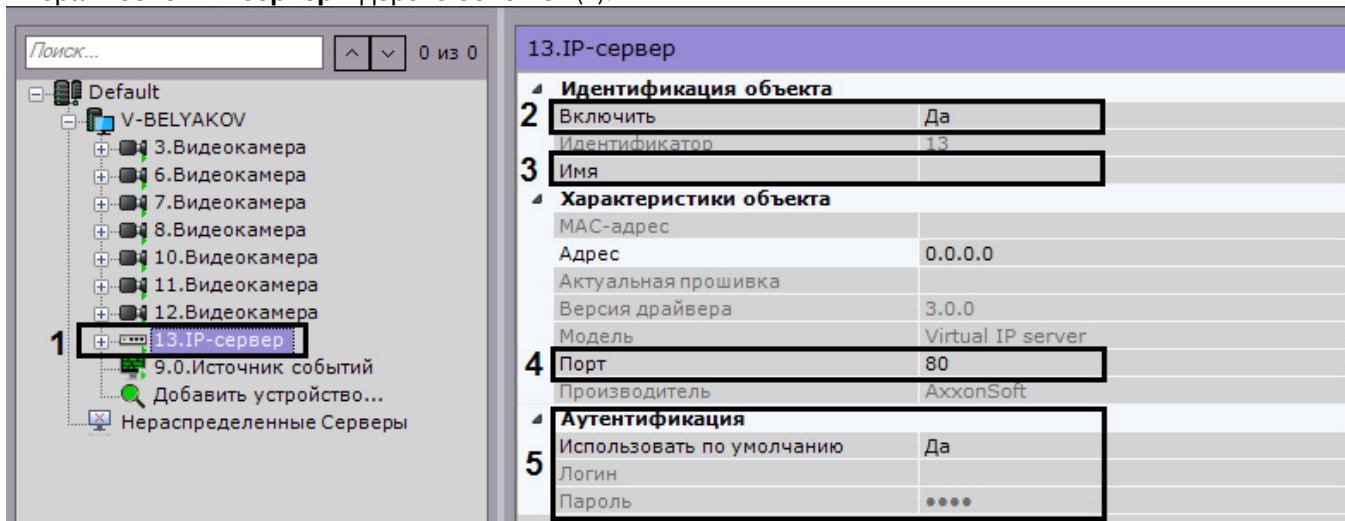 Поиск...
0 из 0
Default
V-BELYAKOV
3.Видеокамера
6.Видеокамера
7.Видеокамера
8.Видеокамера
10.Видеокамера
11.Видеокамера
12.Видеокамера
1 13.IP-сервер
9.0.Источник событий
Добавить устройство...
Нераспределенные Серверы
13.IP-сервер
Идентификация объекта
2 Включить Да
Идентификатор 13
3 Имя
Характеристики объекта
MAC-адрес
Адрес 0.0.0.0
Актуальная прошивка
Версия драйвера 3.0.0
Модель Virtual IP server
4 Порт 80
Производитель AxxonSoft
Аутентификация
Использовать по умолчанию Да
5 Логин
Пароль ●●●●